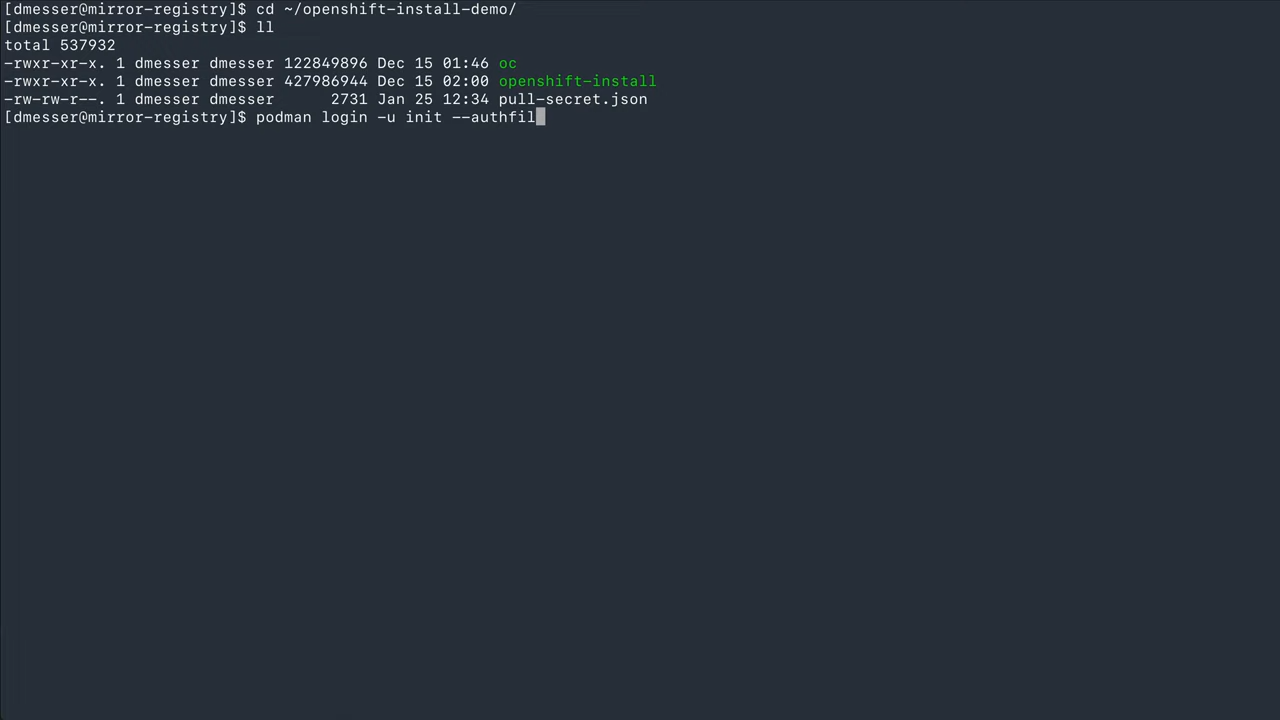 [dmesser@mirror-registry]$ cd ~/openshift-install-demo/
[dmesser@mirror-registry]$ ll
total 537932
-rwxr-xr-x. 1 dmesser dmesser 122849896 Dec 15 01:46 oc
-rwxr-xr-x. 1 dmesser dmesser 427986944 Dec 15 02:00 openshift-install
-rw-rw-r--. 1 dmesser dmesser      2731 Jan 25 12:34 pull-secret.json
[dmesser@mirror-registry]$ podman login -u init --authfil